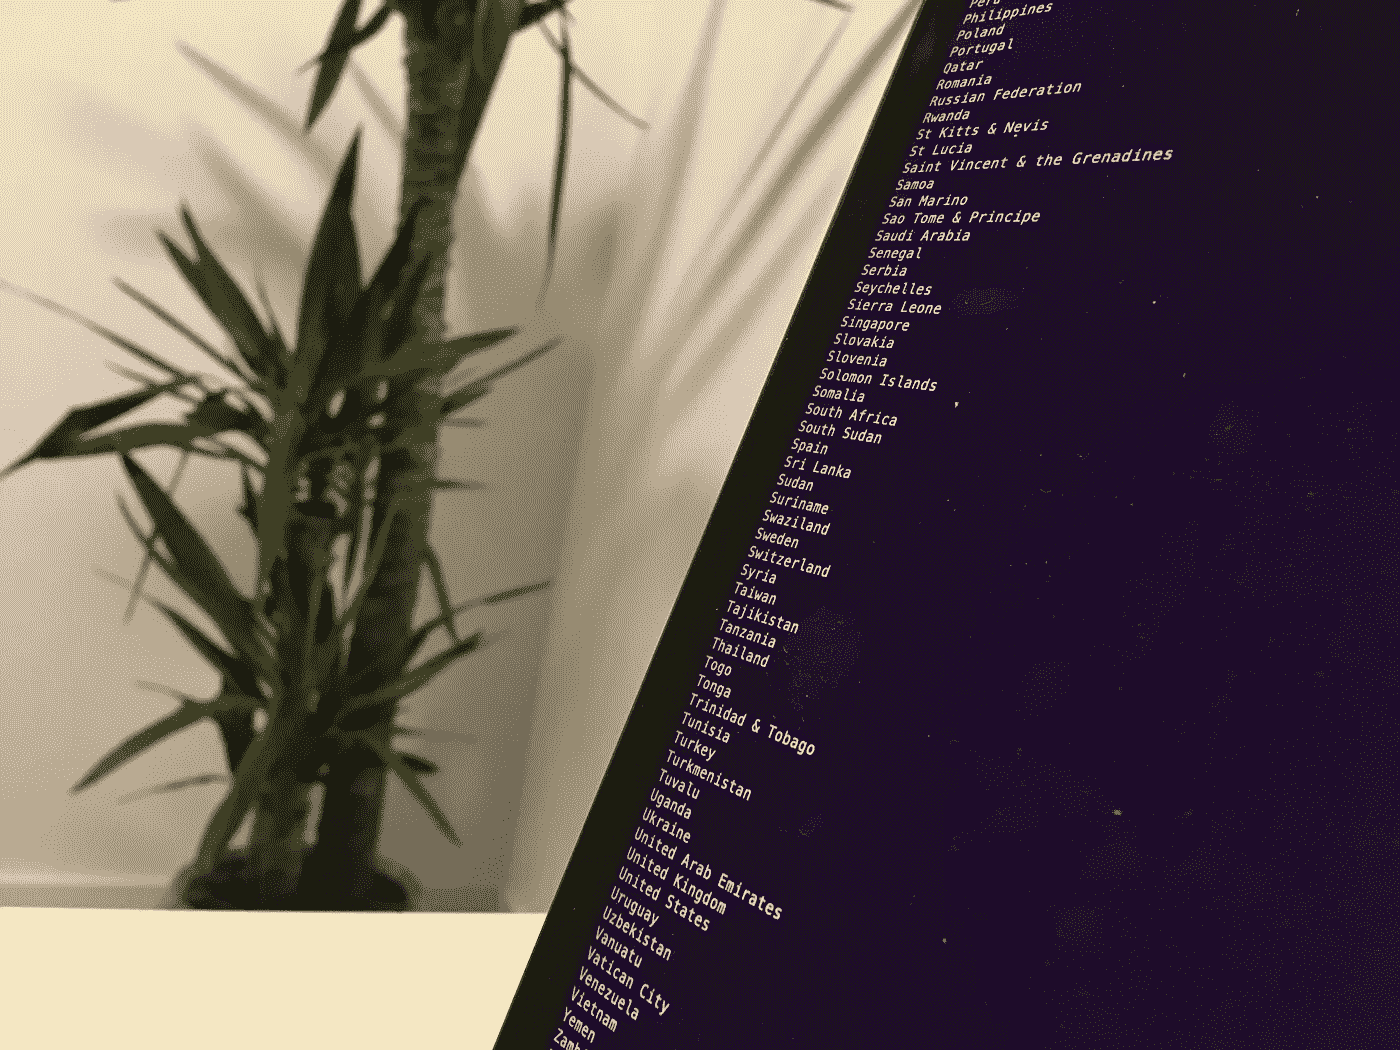 Peru
Philippines
Poland
Portugal
Qatar
Romania
Russian Federation
Rwanda
St Kitts & Nevis
St Lucia
Saint Vincent & the Grenadines
Samoa
San Marino
Sao Tome & Principe
Saudi Arabia
Senegal
Serbia
Seychelles
Sierra Leone
Singapore
Slovakia
Slovenia
Solomon Islands
Somalia
South Africa
South Sudan
Spain
Sri Lanka
Sudan
Suriname
Swaziland
Sweden
Switzerland
Syria
Taiwan
Tajikistan
Tanzania
Thailand
Togo
Tonga
Trinidad & Tobago
Tunisia
Turkey
Turkmenistan
Tuvalu
Uganda
Ukraine
United Arab Emirates
United Kingdom
United States
Uruguay
Uzbekistan
Vanuatu
Vatican City
Venezuela
Vietnam
Yemen